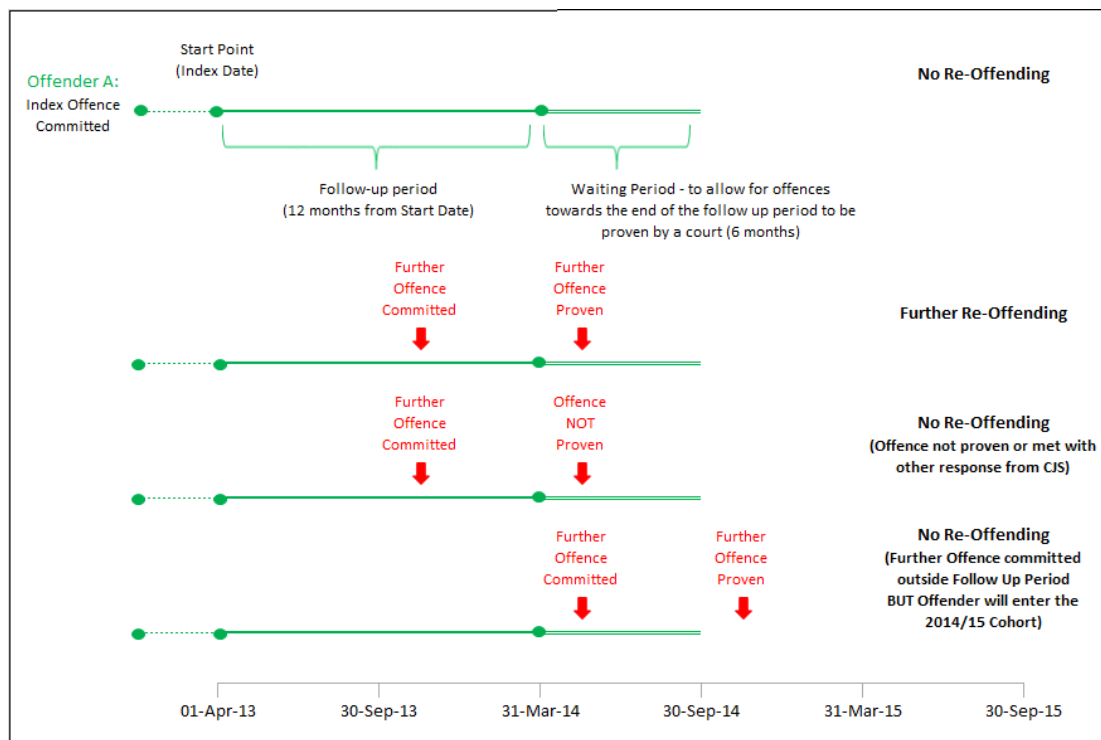 Start Point
(Index Date)
Offender A:
Index Offence
Committed
No Re-Offending
Follow-up period
(12 months from Start Date)
Waiting Period - to allow for offences
towards the end of the follow up period to be
proven by a court (6 months)
Further
Offence
Committed
Further
Offence
Proven
Further Re-Offending
Further
Offence
Committed
Offence
NOT
Proven
No Re-Offending
(Offence not proven or met with
other response from CJS)
Further
Offence
Committed
Further
Offence
Proven
No Re-Offending
(Further Offence committed
outside Follow Up Period
BUT Offender will enter the
2014/15 Cohort)
01-Apr-13
30-Sep-13
31-Mar-14
30-Sep-14
31-Mar-15
30-Sep-15